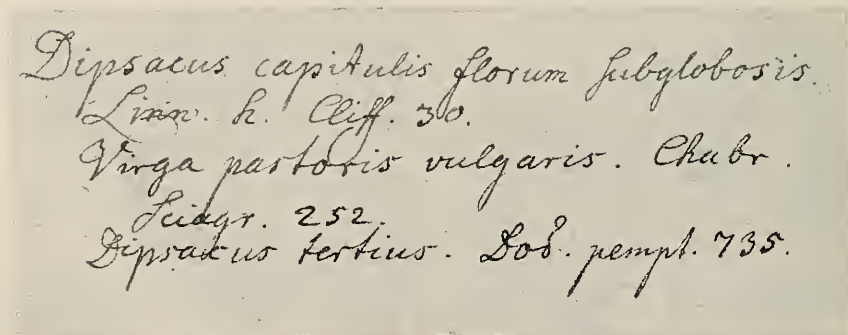 Dipsacus capitulis florum subglobosis.
Linn. h. Cliff. 30.
Virga pastoris vulgaris. Chabr.
Sciagr. 252.
Dipsacus tertius. Dod. pempt. 735.